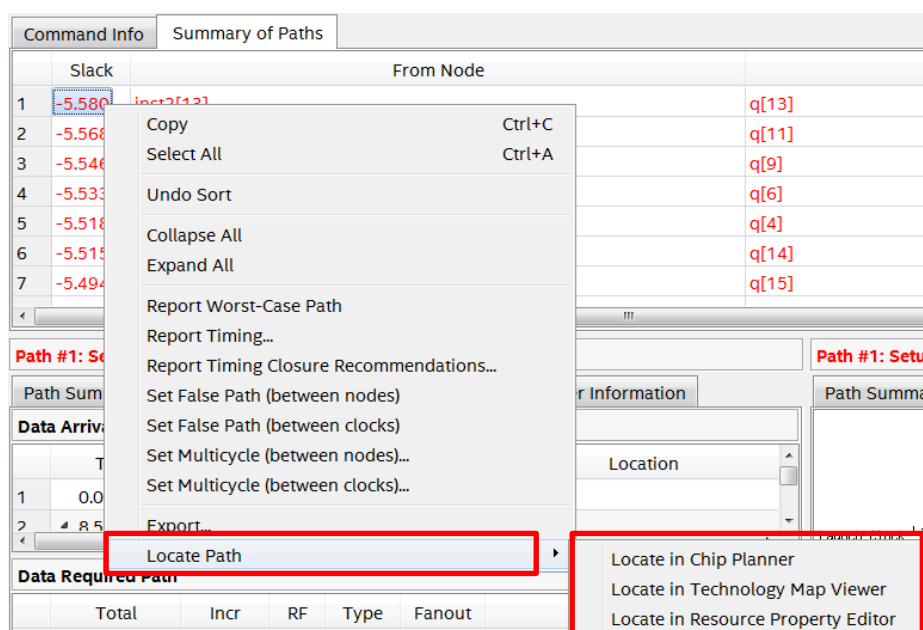 Command Info Summary of Paths
Slack From Node
1 -5.580 inst2[13] q[13]
Copy Ctrl+C
2 -5.568 q[11]
Select All Ctrl+A
3 -5.546 q[9]
4 -5.533 Undo Sort q[6]
5 -5.518 q[4]
Collapse All
6 -5.515 q[14]
Expand All
7 -5.494 q[15]
Report Worst-Case Path
Report Timing...
Path #1: Se Path #1: Setu
Report Timing Closure Recommendations...
Path Sum r Information Path Summa
Set False Path (between nodes)
Data Arriva
Set False Path (between clocks)
Set Multicycle (between nodes)...
T Location
Set Multicycle (between clocks)...
1 0.0
2 8.5 Export...
Locate Path
Locate in Chip Planner
Data Required Path
Locate in Technology Map Viewer
Total Incr RF Type Fanout
Locate in Resource Property Editor